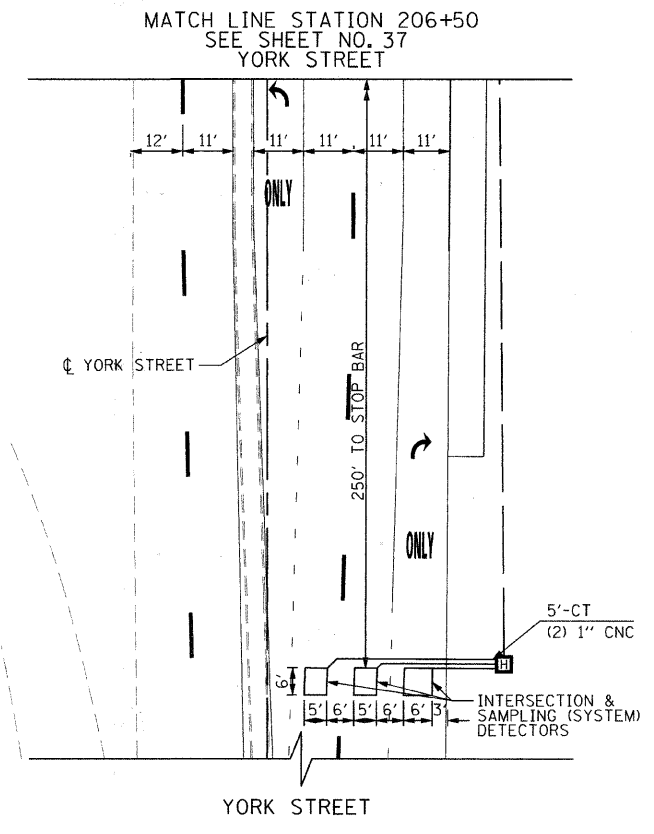 MATCH LINE STATION 206+50
SEE SHEET NO. 37
YORK STREET
12' 11' 11' 11' 11' 11'
ONLY
℄ YORK STREET
250' TO STOP BAR
ONLY
5'-CT
(2) 1" CNC
H
6'
5' 6' 5' 6' 6' 3'
INTERSECTION &
SAMPLING (SYSTEM)
DETECTORS
YORK STREET